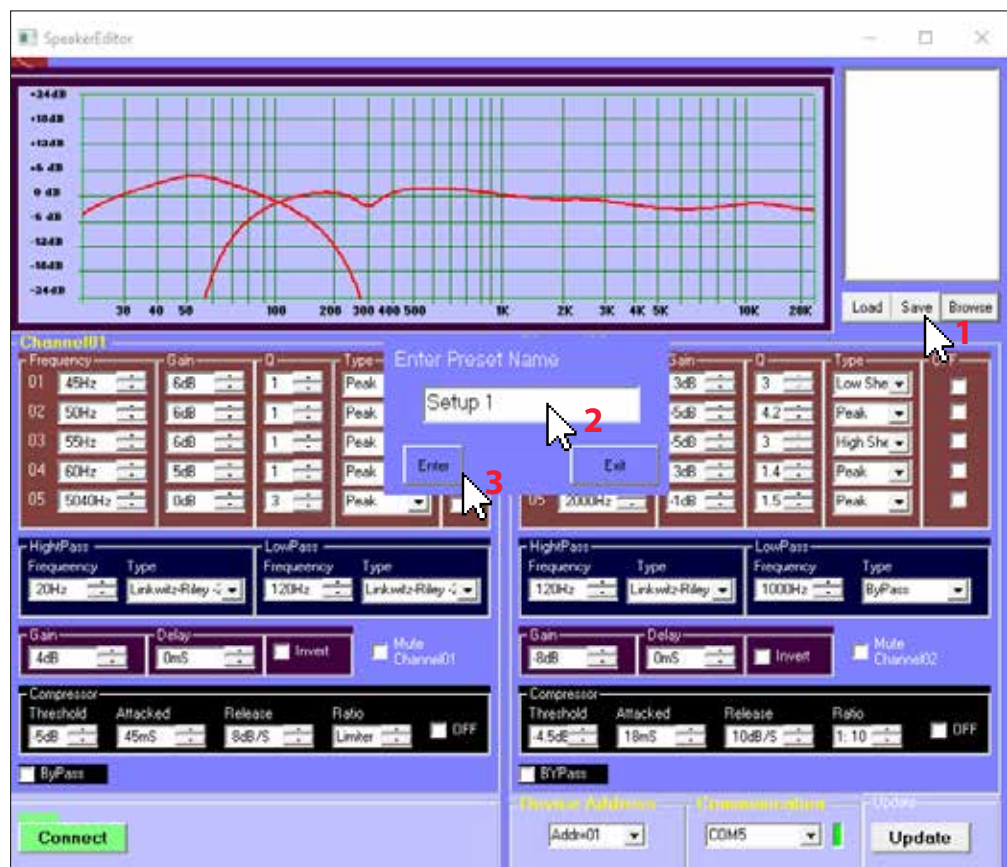 SpeakerEditor
+24dB
+18dB
+12dB
+6 dB
0 dB
-6 dB
-12dB
-18dB
-24dB
30 40 50 100 200 300 400 500 1K 2K 3K 4K 5K 10K 20K
Load Save Browse
1
Channel01
Frequency Gain Q Type
01 45Hz 6dB 1 Peak
02 50Hz 6dB 1 Peak
03 55Hz 6dB 1 Peak
04 60Hz 5dB 1 Peak
05 5040Hz 0dB 3 Peak
Enter Preset Name
Setup 1
2
Enter Exit
3
Gain Q Type OFF
3dB 3 Low She
-5dB 4.2 Peak
-5dB 3 High She
3dB 1.4 Peak
05 2000Hz -1dB 1.5 Peak
HightPass LowPass
Frequeency Type Frequeency Type
20Hz Linkwitz-Riley 120Hz Linkwitz-Riley
HightPass LowPass
Frequency Type Frequency Type
120Hz Linkwitz-Riley 1000Hz ByPass
Gain Delay
4dB 0mS Invert Mute Channel01
Gain Delay
-8dB 0mS Invert Mute Channel02
Compressor
Threshold Attacked Release Ratio
-5dB 45mS 8dB/S Limiter OFF
Compressor
Threshold Attacked Release Ratio
-4.5dB 18mS 10dB/S 1: 10 OFF
ByPass
BYPass
Connect
Device Address Communication Update
Addr=01 COM5 Update